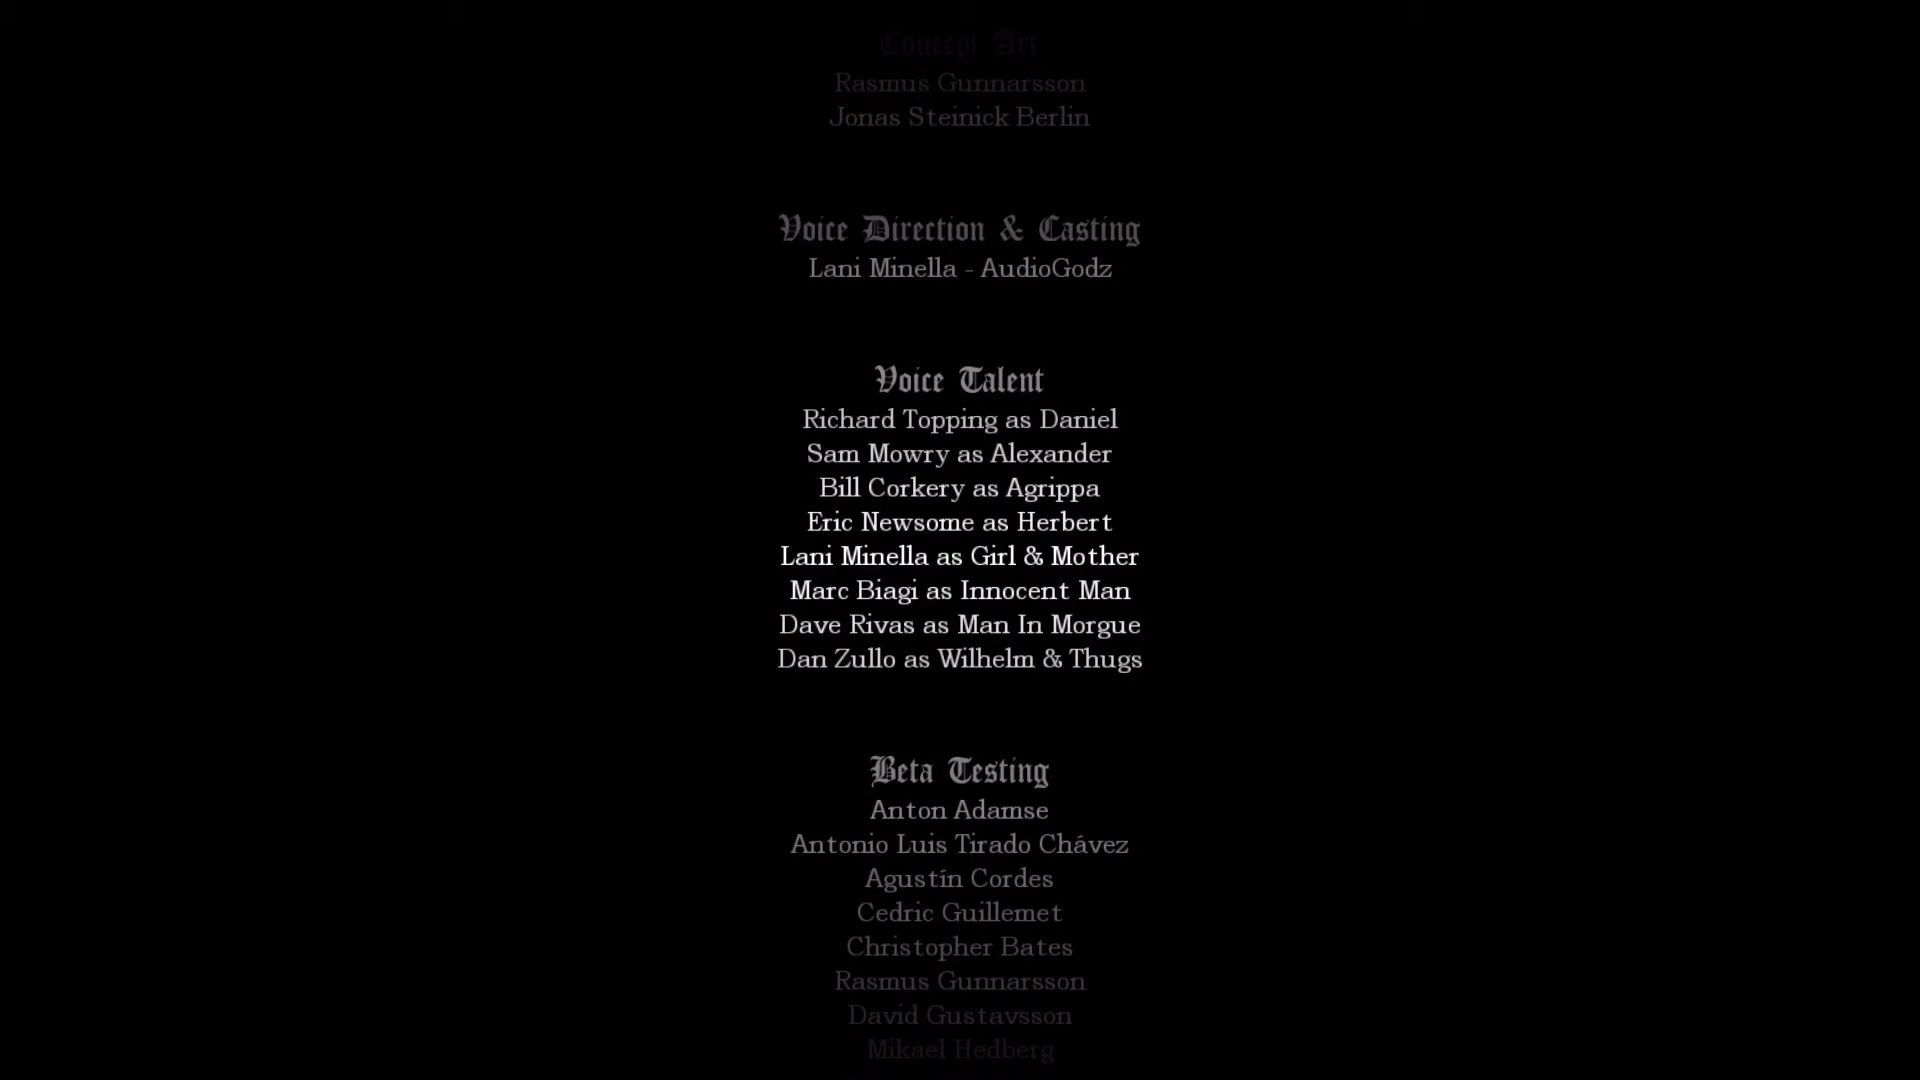 Concept Art
Rasmus Gunnarsson
Jonas Steinick Berlin
Voice Direction & Casting
Lani Minella - AudioGodz
Voice Talent
Richard Topping as Daniel
Sam Mowry as Alexander
Bill Corkery as Agrippa
Eric Newsome as Herbert
Lani Minella as Girl & Mother
Marc Biagi as Innocent Man
Dave Rivas as Man In Morgue
Dan Zullo as Wilhelm & Thugs
Beta Testing
Anton Adamse
Antonio Luis Tirado Chávez
Agustín Cordes
Cedric Guillemet
Christopher Bates
Rasmus Gunnarsson
David Gustavsson
Mikael Hedberg